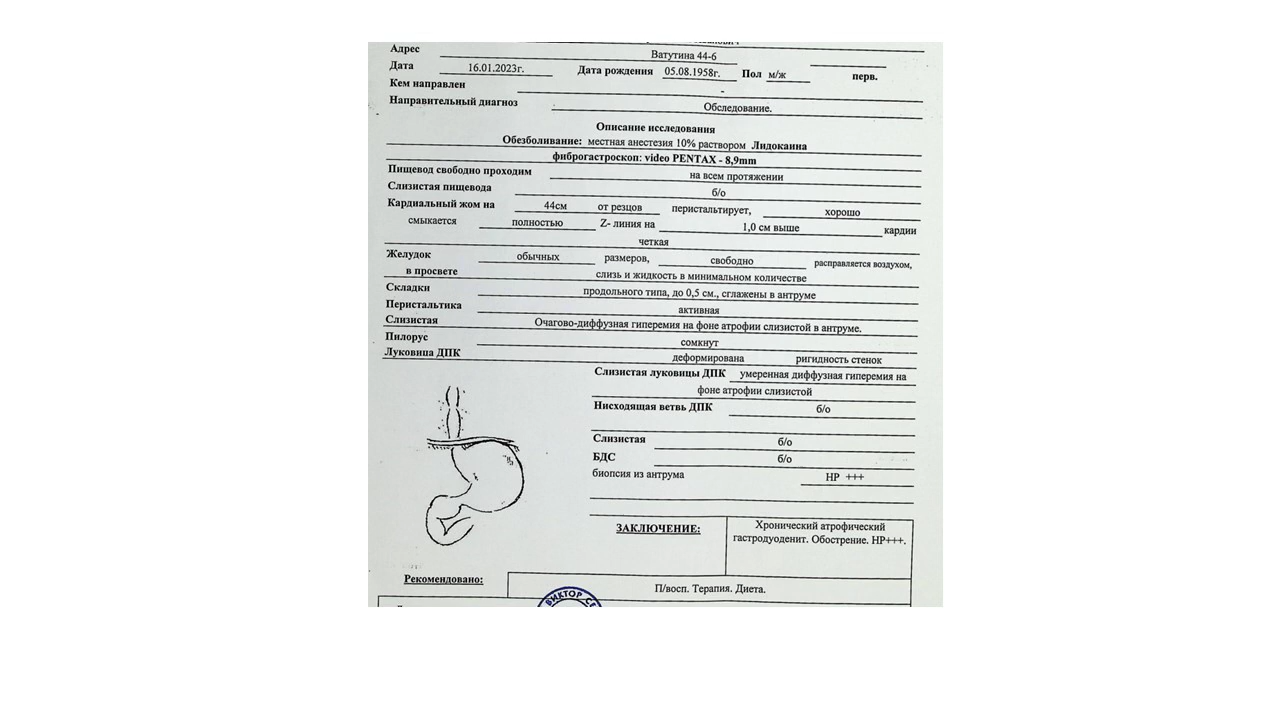 Адрес Ватутина 44-6
Дата 16.01.2023г. Дата рождения 05.08.1958г. Пол м/ж перв.
Кем направлен -
Направительный диагноз Обследование.
Описание исследования
Обезболивание: местная анестезия 10% раствором Лидокаина
фиброгастроскоп: video PENTAX - 8,9mm
Пищевод свободно проходим на всем протяжении
Слизистая пищевода б/о
Кардиальный жом на 44см от резцов перистальтирует, хорошо
смыкается полностью Z- линия на 1,0 см выше кардии
четкая
Желудок обычных размеров, свободно расправляется воздухом,
в просвете слизь и жидкость в минимальном количестве
Складки продольного типа, до 0,5 см., сглажены в антруме
Перистальтика активная
Слизистая Очагово-диффузная гиперемия на фоне атрофии слизистой в антруме.
Пилорус сомкнут
Луковица ДПК деформирована ригидность стенок
Слизистая луковицы ДПК умеренная диффузная гиперемия на
фоне атрофии слизистой
Нисходящая ветвь ДПК б/о
Слизистая б/о
БДС б/о
биопсия из антрума НР +++
ЗАКЛЮЧЕНИЕ: Хронический атрофический
гастродуоденит. Обострение. НР+++.
Рекомендовано: П/восп. Терапия. Диета.
ВИКТОР СЕ